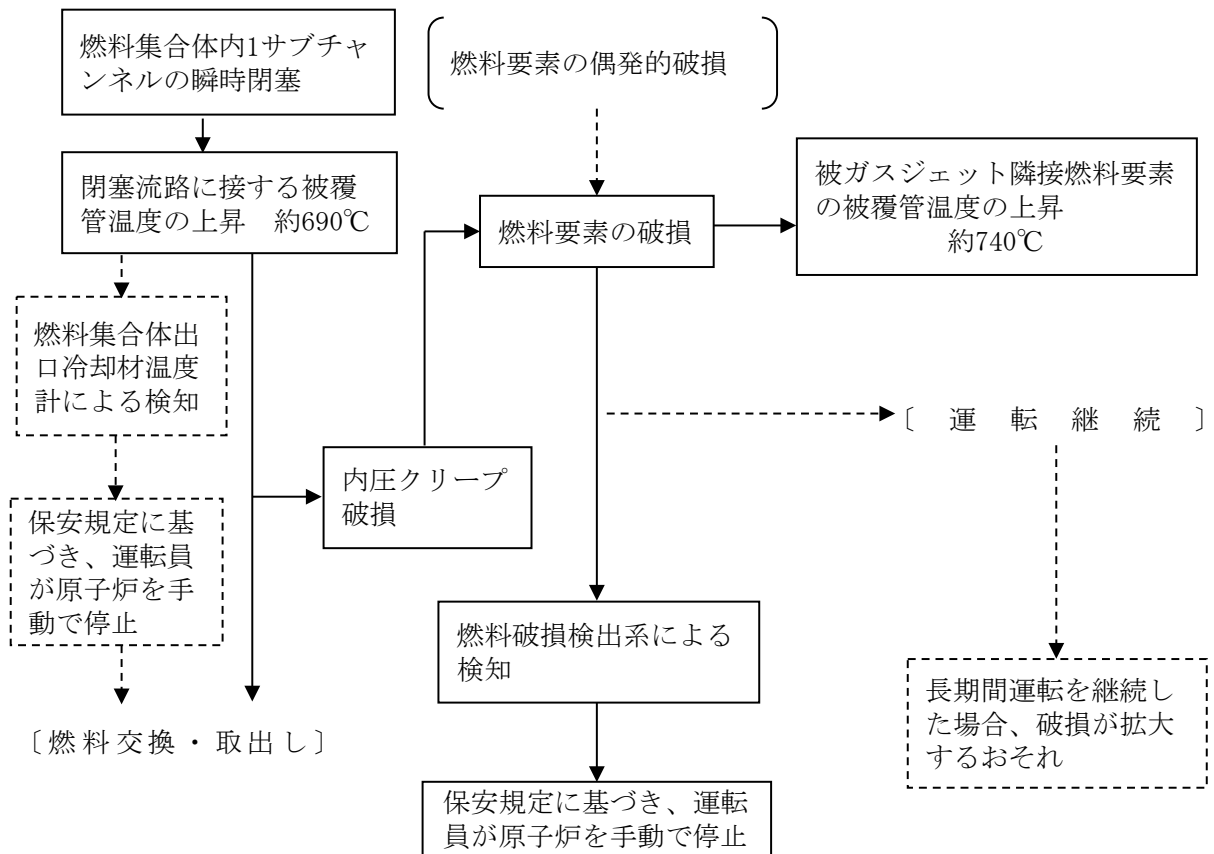 燃料集合体内1サブチャ
ンネルの瞬時閉塞
燃料要素の偶発的破損
閉塞流路に接する被覆
管温度の上昇　約690℃
燃料要素の破損
被ガスジェット隣接燃料要素
の被覆管温度の上昇
約740℃
燃料集合体出
口冷却材温度
計による検知
〔　運　転　継　続　〕
内圧クリープ
破損
保安規定に基
づき、運転員
が原子炉を手
動で停止
燃料破損検出系による
検知
長期間運転を継続し
た場合、破損が拡大
するおそれ
〔燃料交換・取出し〕
保安規定に基づき、運転
員が原子炉を手動で停止